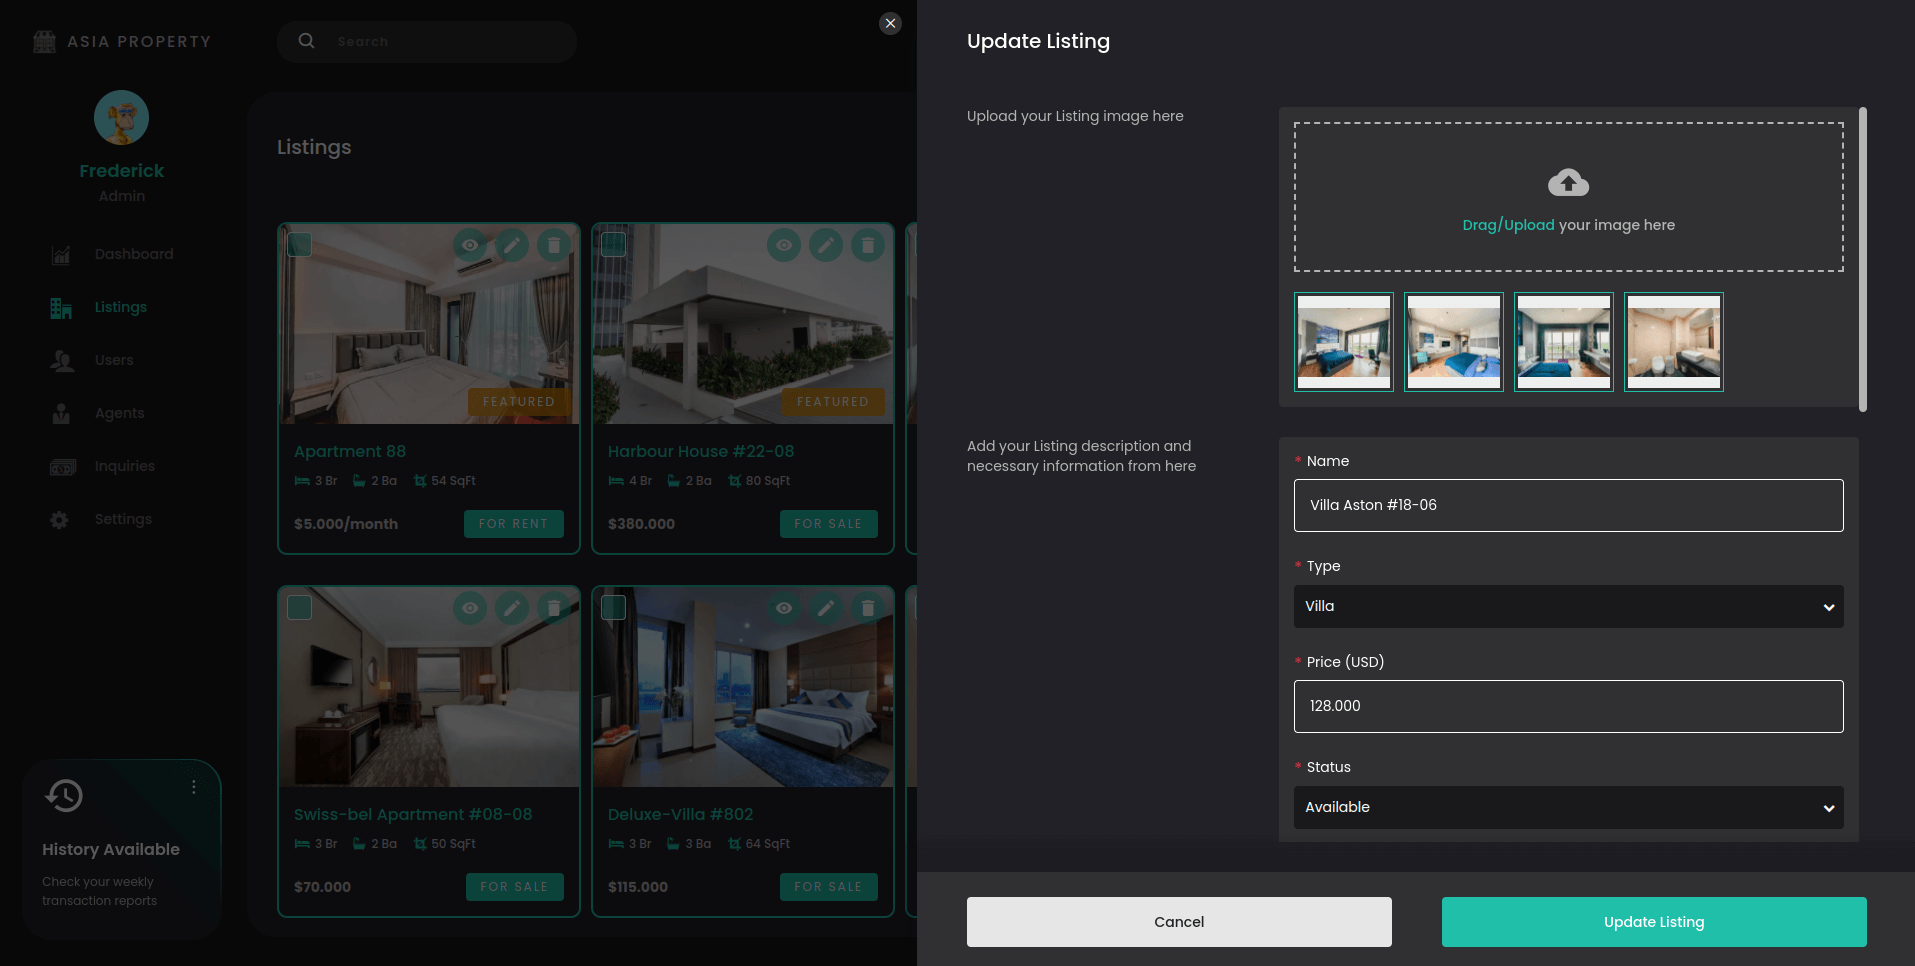 ASIA PROPERTY
Search
Frederick
Admin
Dashboard
Listings
Users
Agents
Inquiries
Settings
History Available
Check your weekly
transaction reports
Listings
FEATURED
Apartment 88
3 Br 2 Ba 54 SqFt
$5.000/month FOR RENT
FEATURED
Harbour House #22-08
4 Br 2 Ba 80 SqFt
$380.000 FOR SALE
Swiss-bel Apartment #08-08
3 Br 2 Ba 50 SqFt
$70.000 FOR SALE
Deluxe-Villa #802
3 Br 3 Ba 64 SqFt
$115.000 FOR SALE
Update Listing
Upload your Listing image here
Drag/Upload your image here
Add your Listing description and
necessary information from here
* Name
Villa Aston #18-06
* Type
Villa
* Price (USD)
128.000
* Status
Available
Cancel
Update Listing